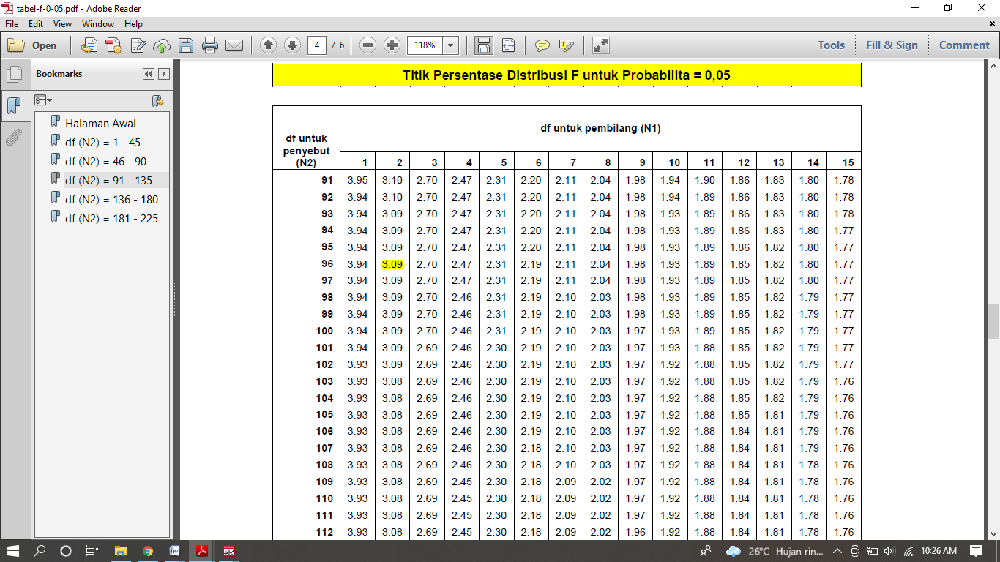 tabel-f-0-05.pdf - Adobe Reader
File Edit View Window Help
Open 4 / 6 118% Tools Fill & Sign Comment
Bookmarks
Halaman Awal
df (N2) = 1 - 45
df (N2) = 46 - 90
df (N2) = 91 - 135
df (N2) = 136 - 180
df (N2) = 181 - 225
Titik Persentase Distribusi F untuk Probabilita = 0,05
df untuk penyebut (N2)
df untuk pembilang (N1)
1 2 3 4 5 6 7 8 9 10 11 12 13 14 15
91 3.95 3.10 2.70 2.47 2.31 2.20 2.11 2.04 1.98 1.94 1.90 1.86 1.83 1.80 1.78
92 3.94 3.10 2.70 2.47 2.31 2.20 2.11 2.04 1.98 1.94 1.89 1.86 1.83 1.80 1.78
93 3.94 3.09 2.70 2.47 2.31 2.20 2.11 2.04 1.98 1.93 1.89 1.86 1.83 1.80 1.78
94 3.94 3.09 2.70 2.47 2.31 2.20 2.11 2.04 1.98 1.93 1.89 1.86 1.83 1.80 1.77
95 3.94 3.09 2.70 2.47 2.31 2.20 2.11 2.04 1.98 1.93 1.89 1.86 1.82 1.80 1.77
96 3.94 3.09 2.70 2.47 2.31 2.19 2.11 2.04 1.98 1.93 1.89 1.85 1.82 1.80 1.77
97 3.94 3.09 2.70 2.47 2.31 2.19 2.11 2.04 1.98 1.93 1.89 1.85 1.82 1.80 1.77
98 3.94 3.09 2.70 2.46 2.31 2.19 2.10 2.03 1.98 1.93 1.89 1.85 1.82 1.79 1.77
99 3.94 3.09 2.70 2.46 2.31 2.19 2.10 2.03 1.98 1.93 1.89 1.85 1.82 1.79 1.77
100 3.94 3.09 2.70 2.46 2.31 2.19 2.10 2.03 1.97 1.93 1.89 1.85 1.82 1.79 1.77
101 3.94 3.09 2.69 2.46 2.30 2.19 2.10 2.03 1.97 1.93 1.88 1.85 1.82 1.79 1.77
102 3.93 3.09 2.69 2.46 2.30 2.19 2.10 2.03 1.97 1.92 1.88 1.85 1.82 1.79 1.77
103 3.93 3.08 2.69 2.46 2.30 2.19 2.10 2.03 1.97 1.92 1.88 1.85 1.82 1.79 1.76
104 3.93 3.08 2.69 2.46 2.30 2.19 2.10 2.03 1.97 1.92 1.88 1.85 1.82 1.79 1.76
105 3.93 3.08 2.69 2.46 2.30 2.19 2.10 2.03 1.97 1.92 1.88 1.85 1.81 1.79 1.76
106 3.93 3.08 2.69 2.46 2.30 2.19 2.10 2.03 1.97 1.92 1.88 1.84 1.81 1.79 1.76
107 3.93 3.08 2.69 2.46 2.30 2.18 2.10 2.03 1.97 1.92 1.88 1.84 1.81 1.79 1.76
108 3.93 3.08 2.69 2.46 2.30 2.18 2.10 2.03 1.97 1.92 1.88 1.84 1.81 1.78 1.76
109 3.93 3.08 2.69 2.45 2.30 2.18 2.09 2.02 1.97 1.92 1.88 1.84 1.81 1.78 1.76
110 3.93 3.08 2.69 2.45 2.30 2.18 2.09 2.02 1.97 1.92 1.88 1.84 1.81 1.78 1.76
111 3.93 3.08 2.69 2.45 2.30 2.18 2.09 2.02 1.97 1.92 1.88 1.84 1.81 1.78 1.76
112 3.93 3.08 2.69 2.45 2.30 2.18 2.09 2.02 1.96 1.92 1.88 1.84 1.81 1.78 1.76
26°C Hujan rin... 10:26 AM